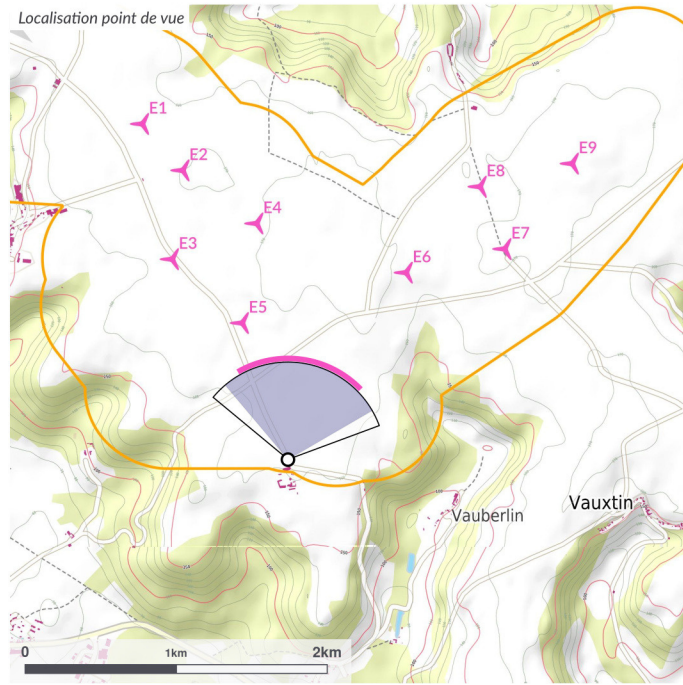 Localisation point de vue
E1
E2
E9
E8
E4
E3
E7
E6
E5
Vauxtin
Vauberlin
0
1km
2km